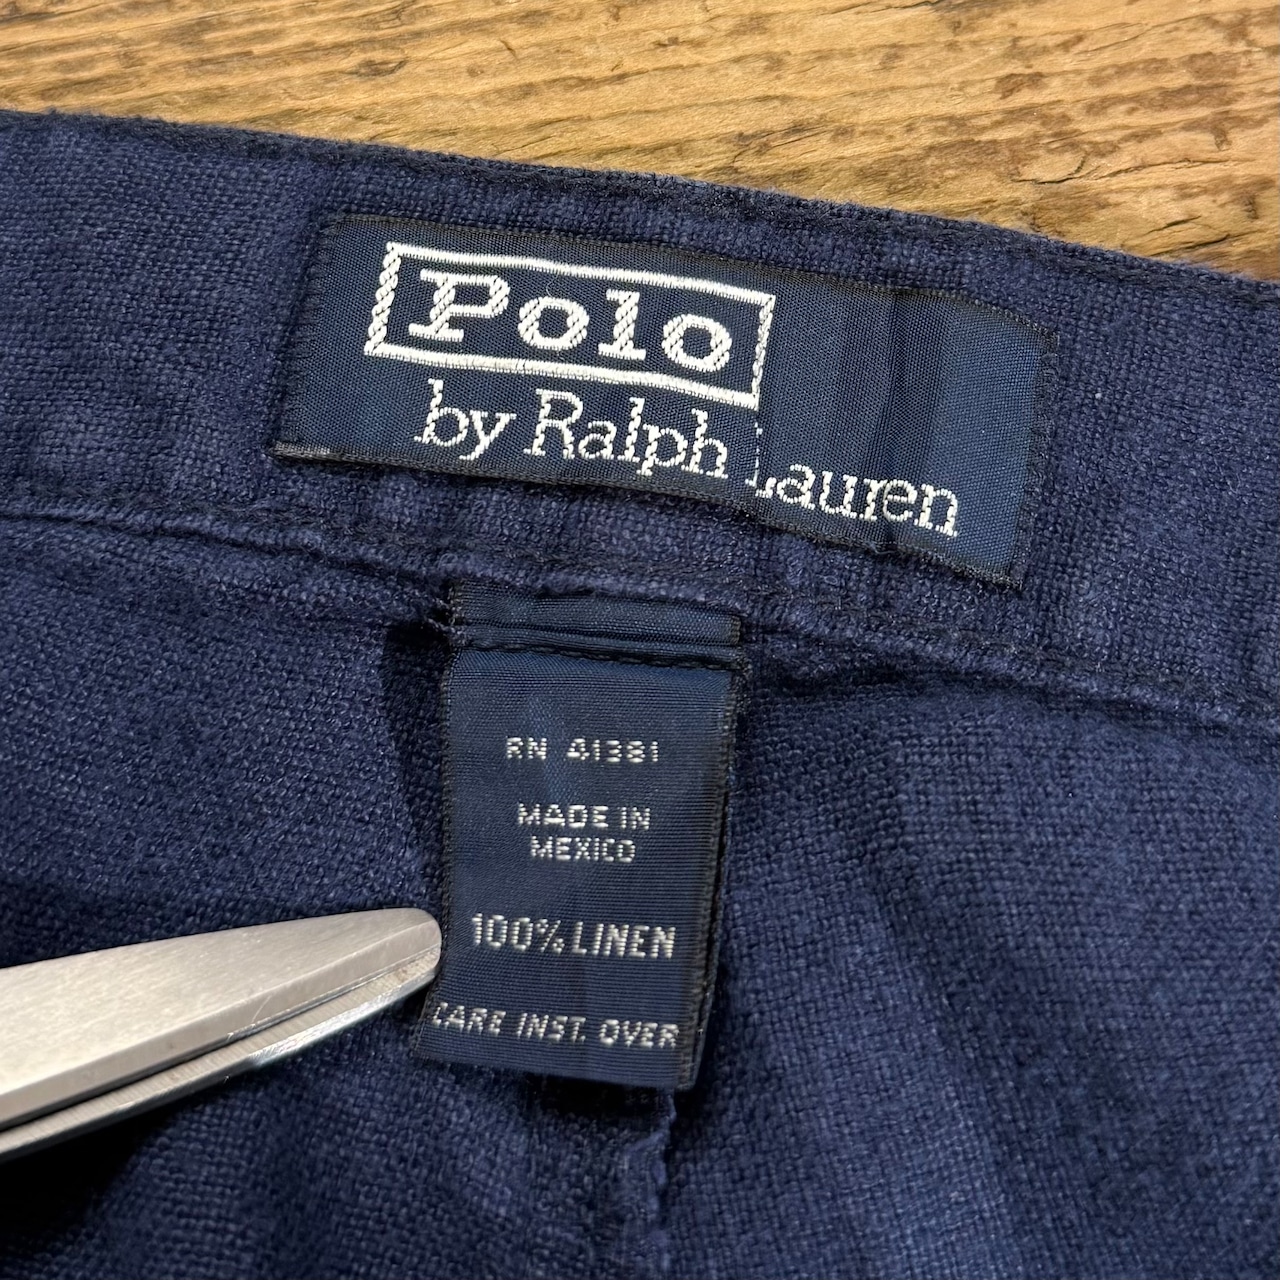 Polo
by Ralph Lauren
RN 41381
MADE IN
MEXICO
100% LINEN
CARE INST. OVER